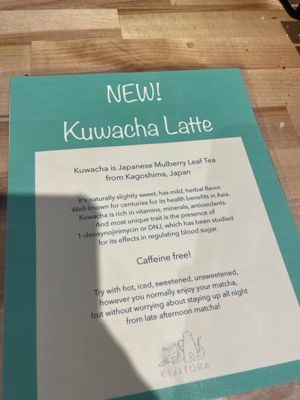 NEW!
Kuwacha Latte
Kuwacha is Japanese Mulberry Leaf Tea
from Kagoshima, Japan
It's naturally slightly sweet, has mild, herbal flavor.
Well-known for centuries for its health benefits in Asia.
Kuwacha is rich in vitamins, minerals, antioxidants.
And most unique trait is the presence of
1-deoxynojirimycin or DNJ, which has been studied
for its effects in regulating blood sugar.
Caffeine free!
Try with hot, iced, sweetened, unsweetened,
however you normally enjoy your matcha,
but without worrying about staying up all night
from late afternoon matcha!
KIJITORA